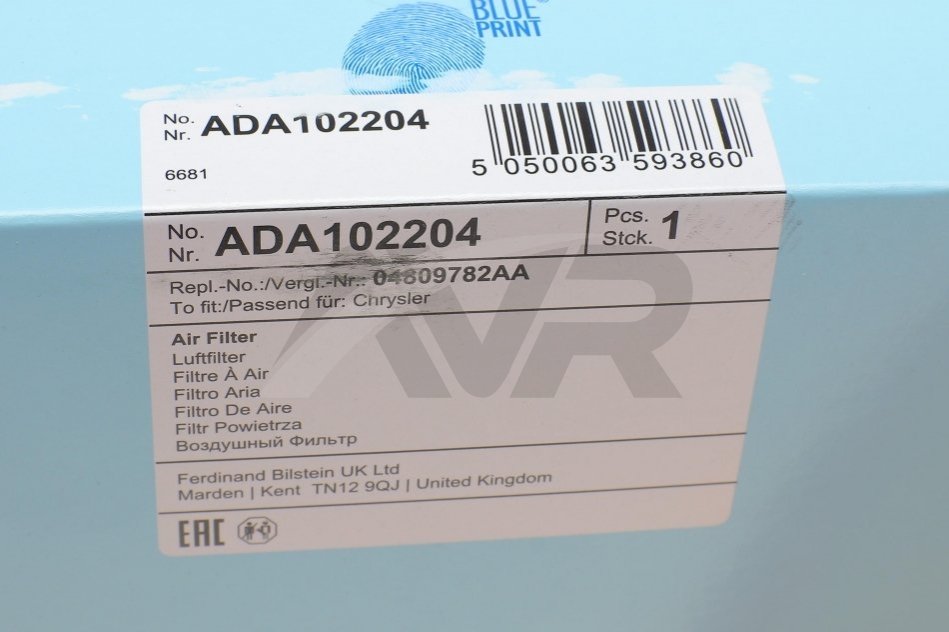 BLUE
PRINT
No.
Nr. ADA102204
6681
5 050063 593860
No.
Nr. ADA102204
Pcs.
Stck. 1
Repl.-No.:/Vergl.-Nr.: 04809782AA
To fit:/Passend für: Chrysler
Air Filter
Luftfilter
Filtre À Air
Filtro Aria
Filtro De Aire
Filtr Powietrza
Воздушный Фильтр
Ferdinand Bilstein UK Ltd
Marden | Kent TN12 9QJ | United Kingdom
EAC
AVR